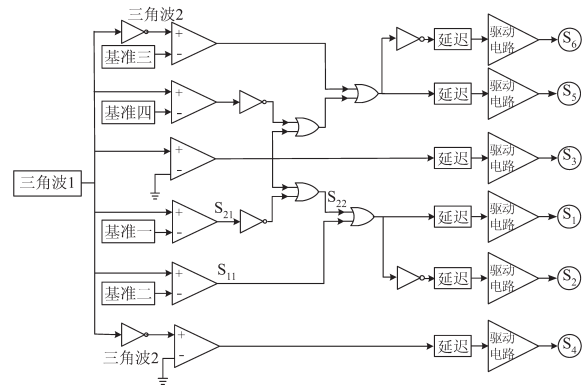 三角波2
基准三
+
-
延迟
驱动电路
S6
基准四
+
-
延迟
驱动电路
S5
三角波1
+
-
延迟
驱动电路
S3
基准一
+
-
S21
S22
延迟
驱动电路
S1
基准二
+
-
S11
延迟
驱动电路
S2
三角波2
+
-
延迟
驱动电路
S4